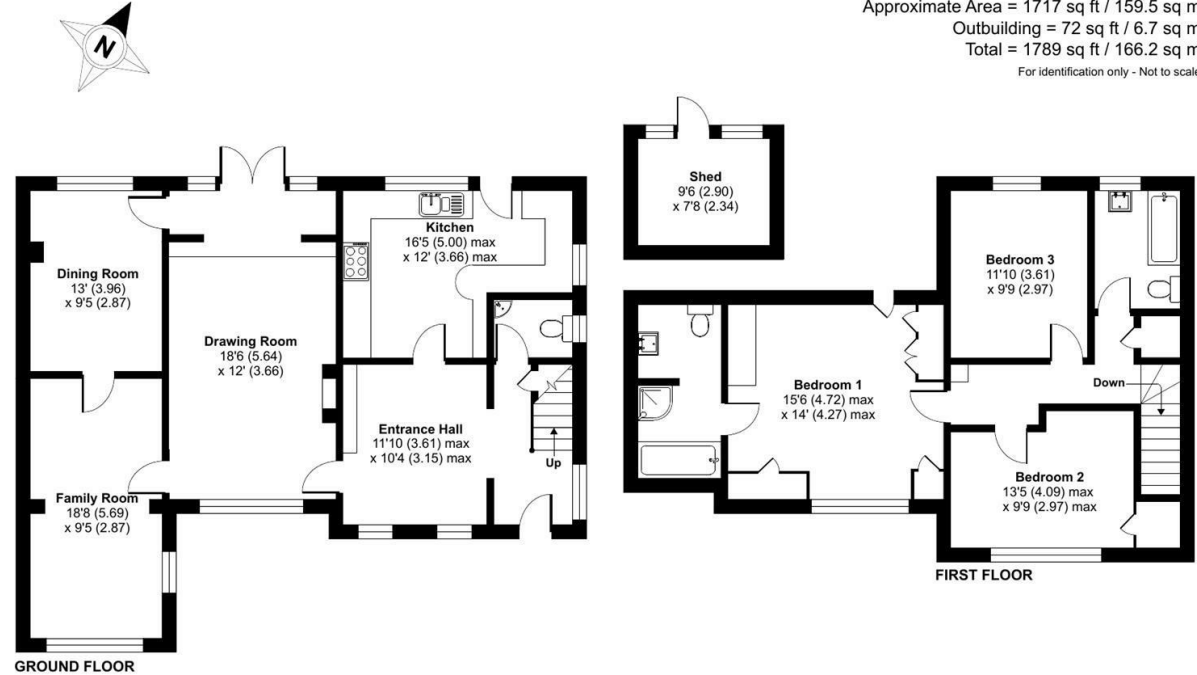 Approximate Area = 1717 sq ft / 159.5 sq m
Outbuilding = 72 sq ft / 6.7 sq m
Total = 1789 sq ft / 166.2 sq m
For identification only - Not to scale
N
Shed
9'6 (2.90)
x 7'8 (2.34)
Kitchen
16'5 (5.00) max
x 12' (3.66) max
Dining Room
13' (3.96)
x 9'5 (2.87)
Drawing Room
18'6 (5.64)
x 12' (3.66)
Entrance Hall
11'10 (3.61) max
x 10'4 (3.15) max
Up
Family Room
18'8 (5.69)
x 9'5 (2.87)
GROUND FLOOR
Bedroom 3
11'10 (3.61)
x 9'9 (2.97)
Bedroom 1
15'6 (4.72) max
x 14' (4.27) max
Down
Bedroom 2
13'5 (4.09) max
x 9'9 (2.97) max
FIRST FLOOR